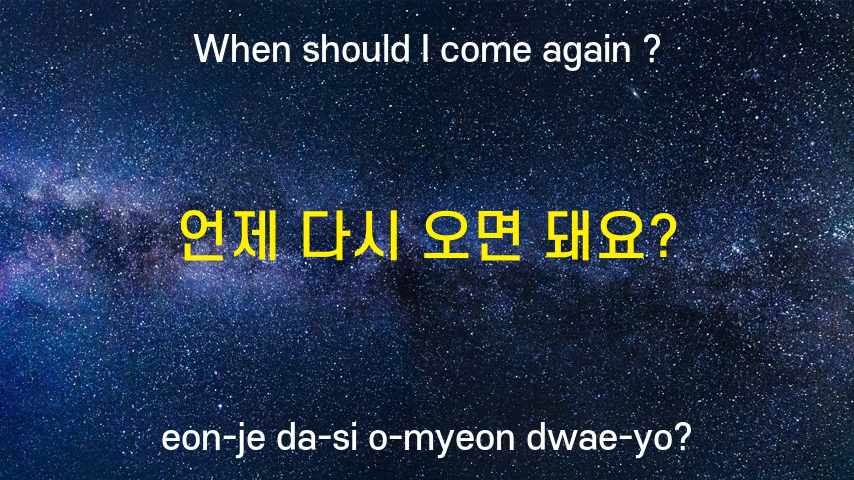 When should I come again ?
언제 다시 오면 돼요?
eon-je da-si o-myeon dwae-yo?